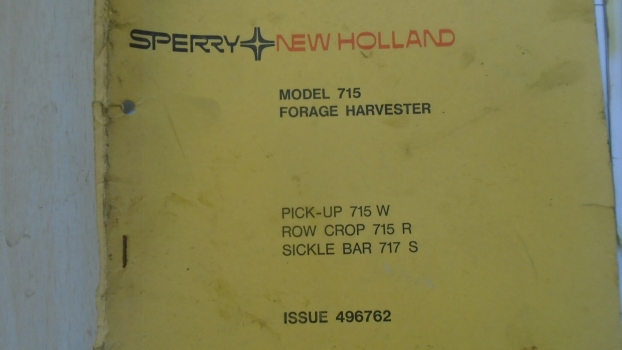 SPERRY NEW HOLLAND
MODEL 715
FORAGE HARVESTER
PICK-UP 715 W
ROW CROP 715 R
SICKLE BAR 717 S
ISSUE 496762